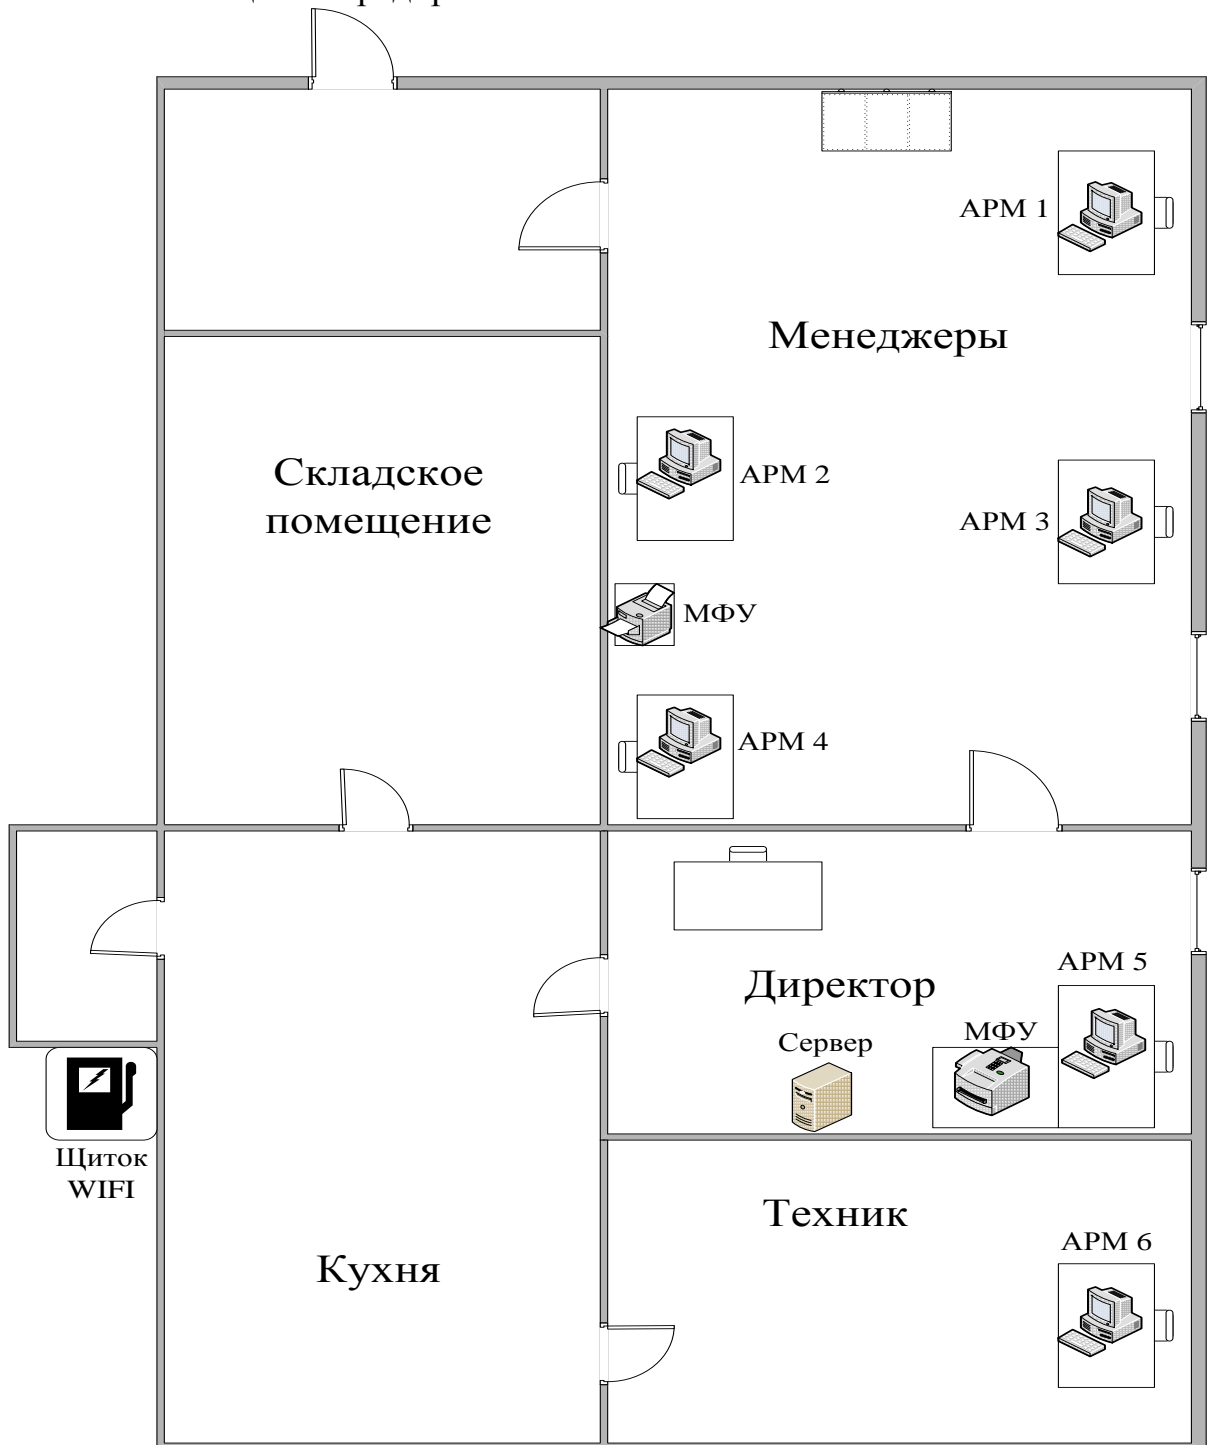 АРМ 1
Менеджеры
Складское
помещение
АРМ 2
АРМ 3
МФУ
АРМ 4
АРМ 5
Директор
МФУ
Сервер
Щиток
WIFI
Техник
АРМ 6
Кухня